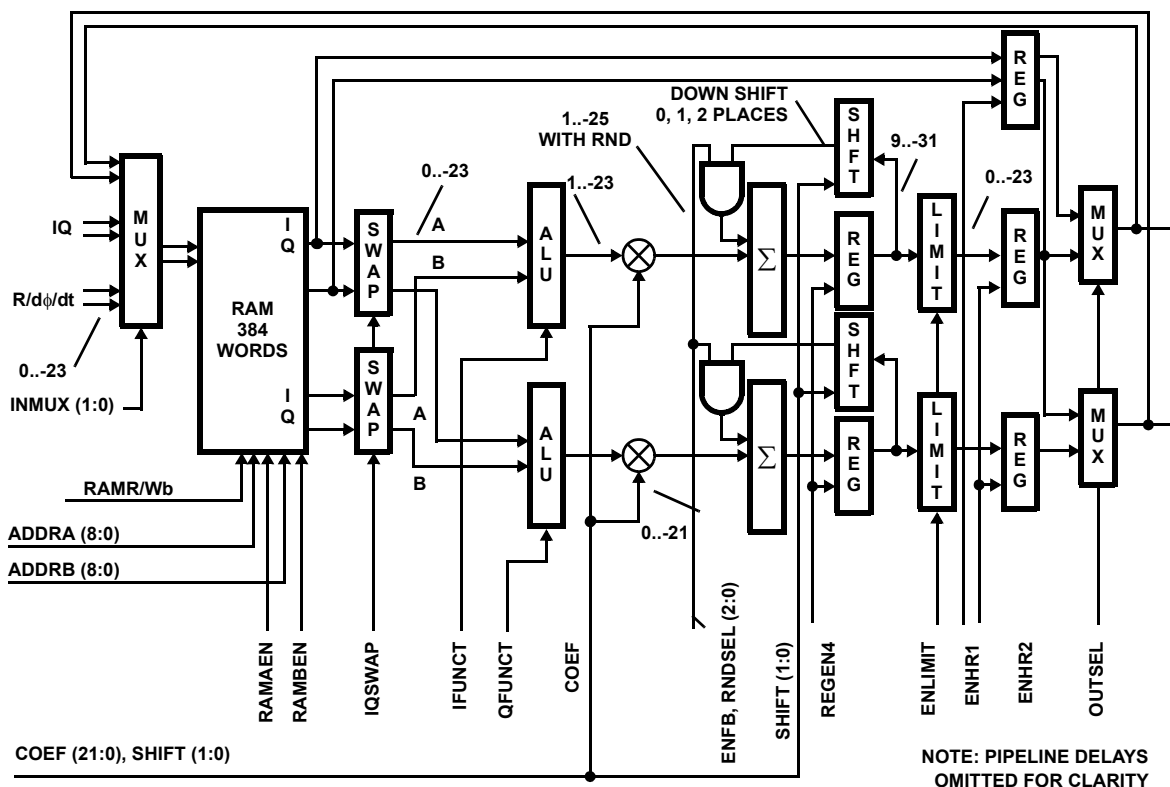 R
E
G
DOWN SHIFT
0, 1, 2 PLACES
S
H
F
T
1..-25
WITH RND
9..-31
0..-23
0..-23
1..-23
M
U
X
IQ
R/dϕ/dt
0..-23
INMUX (1:0)
I
Q
RAM
384
WORDS
I
Q
S
W
A
P
A
B
A
L
U
Σ
R
E
G
L
I
M
I
T
R
E
G
M
U
X
S
W
A
P
A
B
A
L
U
S
H
F
T
Σ
R
E
G
L
I
M
I
T
R
E
G
M
U
X
0..-21
RAMR/Wb
ADDRA (8:0)
ADDRB (8:0)
RAMAEN
RAMBEN
IQSWAP
IFUNCT
QFUNCT
COEF
ENFB, RNDSEL (2:0)
SHIFT (1:0)
REGEN4
ENLIMIT
ENHR1
ENHR2
OUTSEL
COEF (21:0), SHIFT (1:0)
NOTE: PIPELINE DELAYS
OMITTED FOR CLARITY